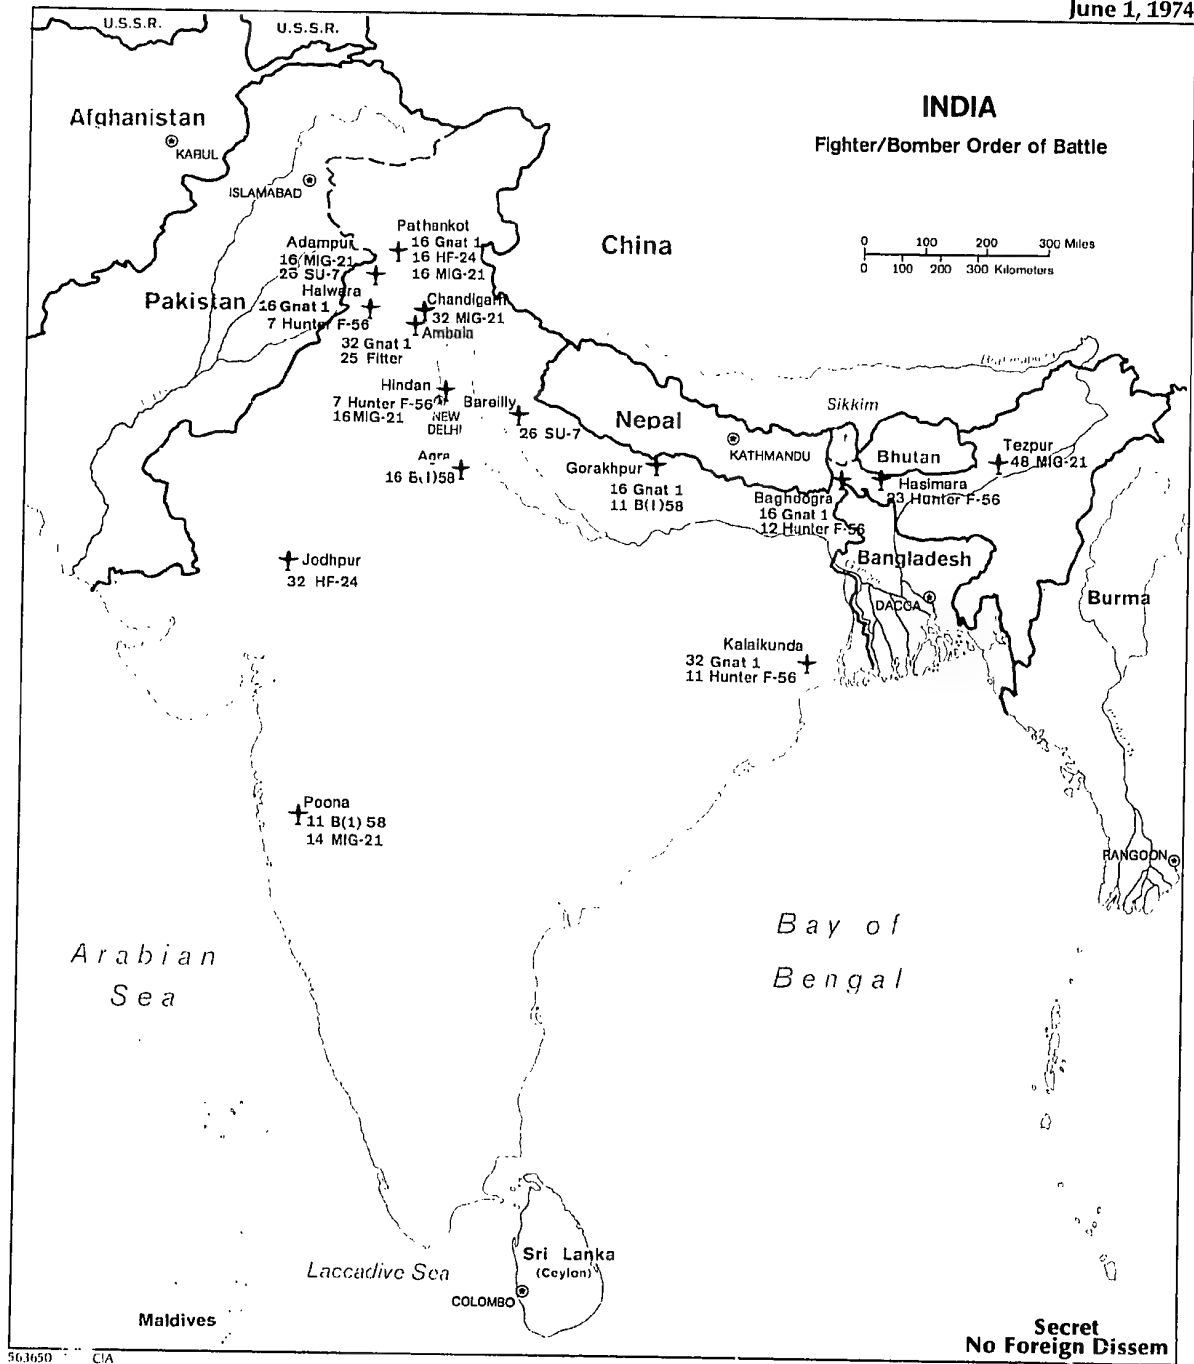 June 1, 1974
U.S.S.R.
U.S.S.R.
INDIA
Fighter/Bomber Order of Battle
0 100 200 300 Miles
0 100 200 300 Kilometers
Afghanistan
KABUL
ISLAMABAD
China
Pakistan
Pathankot
16 Gnat 1
16 HF-24
16 MIG-21
Adampur
16 MIG-21
SU-7
Halwara
16 Gnat 1
7 Hunter F-56
Chandigarh
32 MIG-21
Ambala
32 Gnat 1
25 Fitter
Hindan
7 Hunter F-56
16 MIG-21
NEW
DELHI
Bareilly
26 SU-7
Agra
16 B(I)58
Nepal
KATHMANDU
Sikkim
Bhutan
Tezpur
48 MIG-21
Hasimara
23 Hunter F-56
Gorakhpur
16 Gnat 1
11 B(I)58
Baghdogra
16 Gnat 1
12 Hunter F-56
Bangladesh
DACCA
Burma
Jodhpur
32 HF-24
Kalaikunda
32 Gnat 1
11 Hunter F-56
Poona
11 B(1) 58
14 MIG-21
RANGOON
Arabian
Sea
Bay of
Bengal
Laccadive Sea
Sri Lanka
(Ceylon)
COLOMBO
Maldives
Secret
No Foreign Dissem
563650 CIA